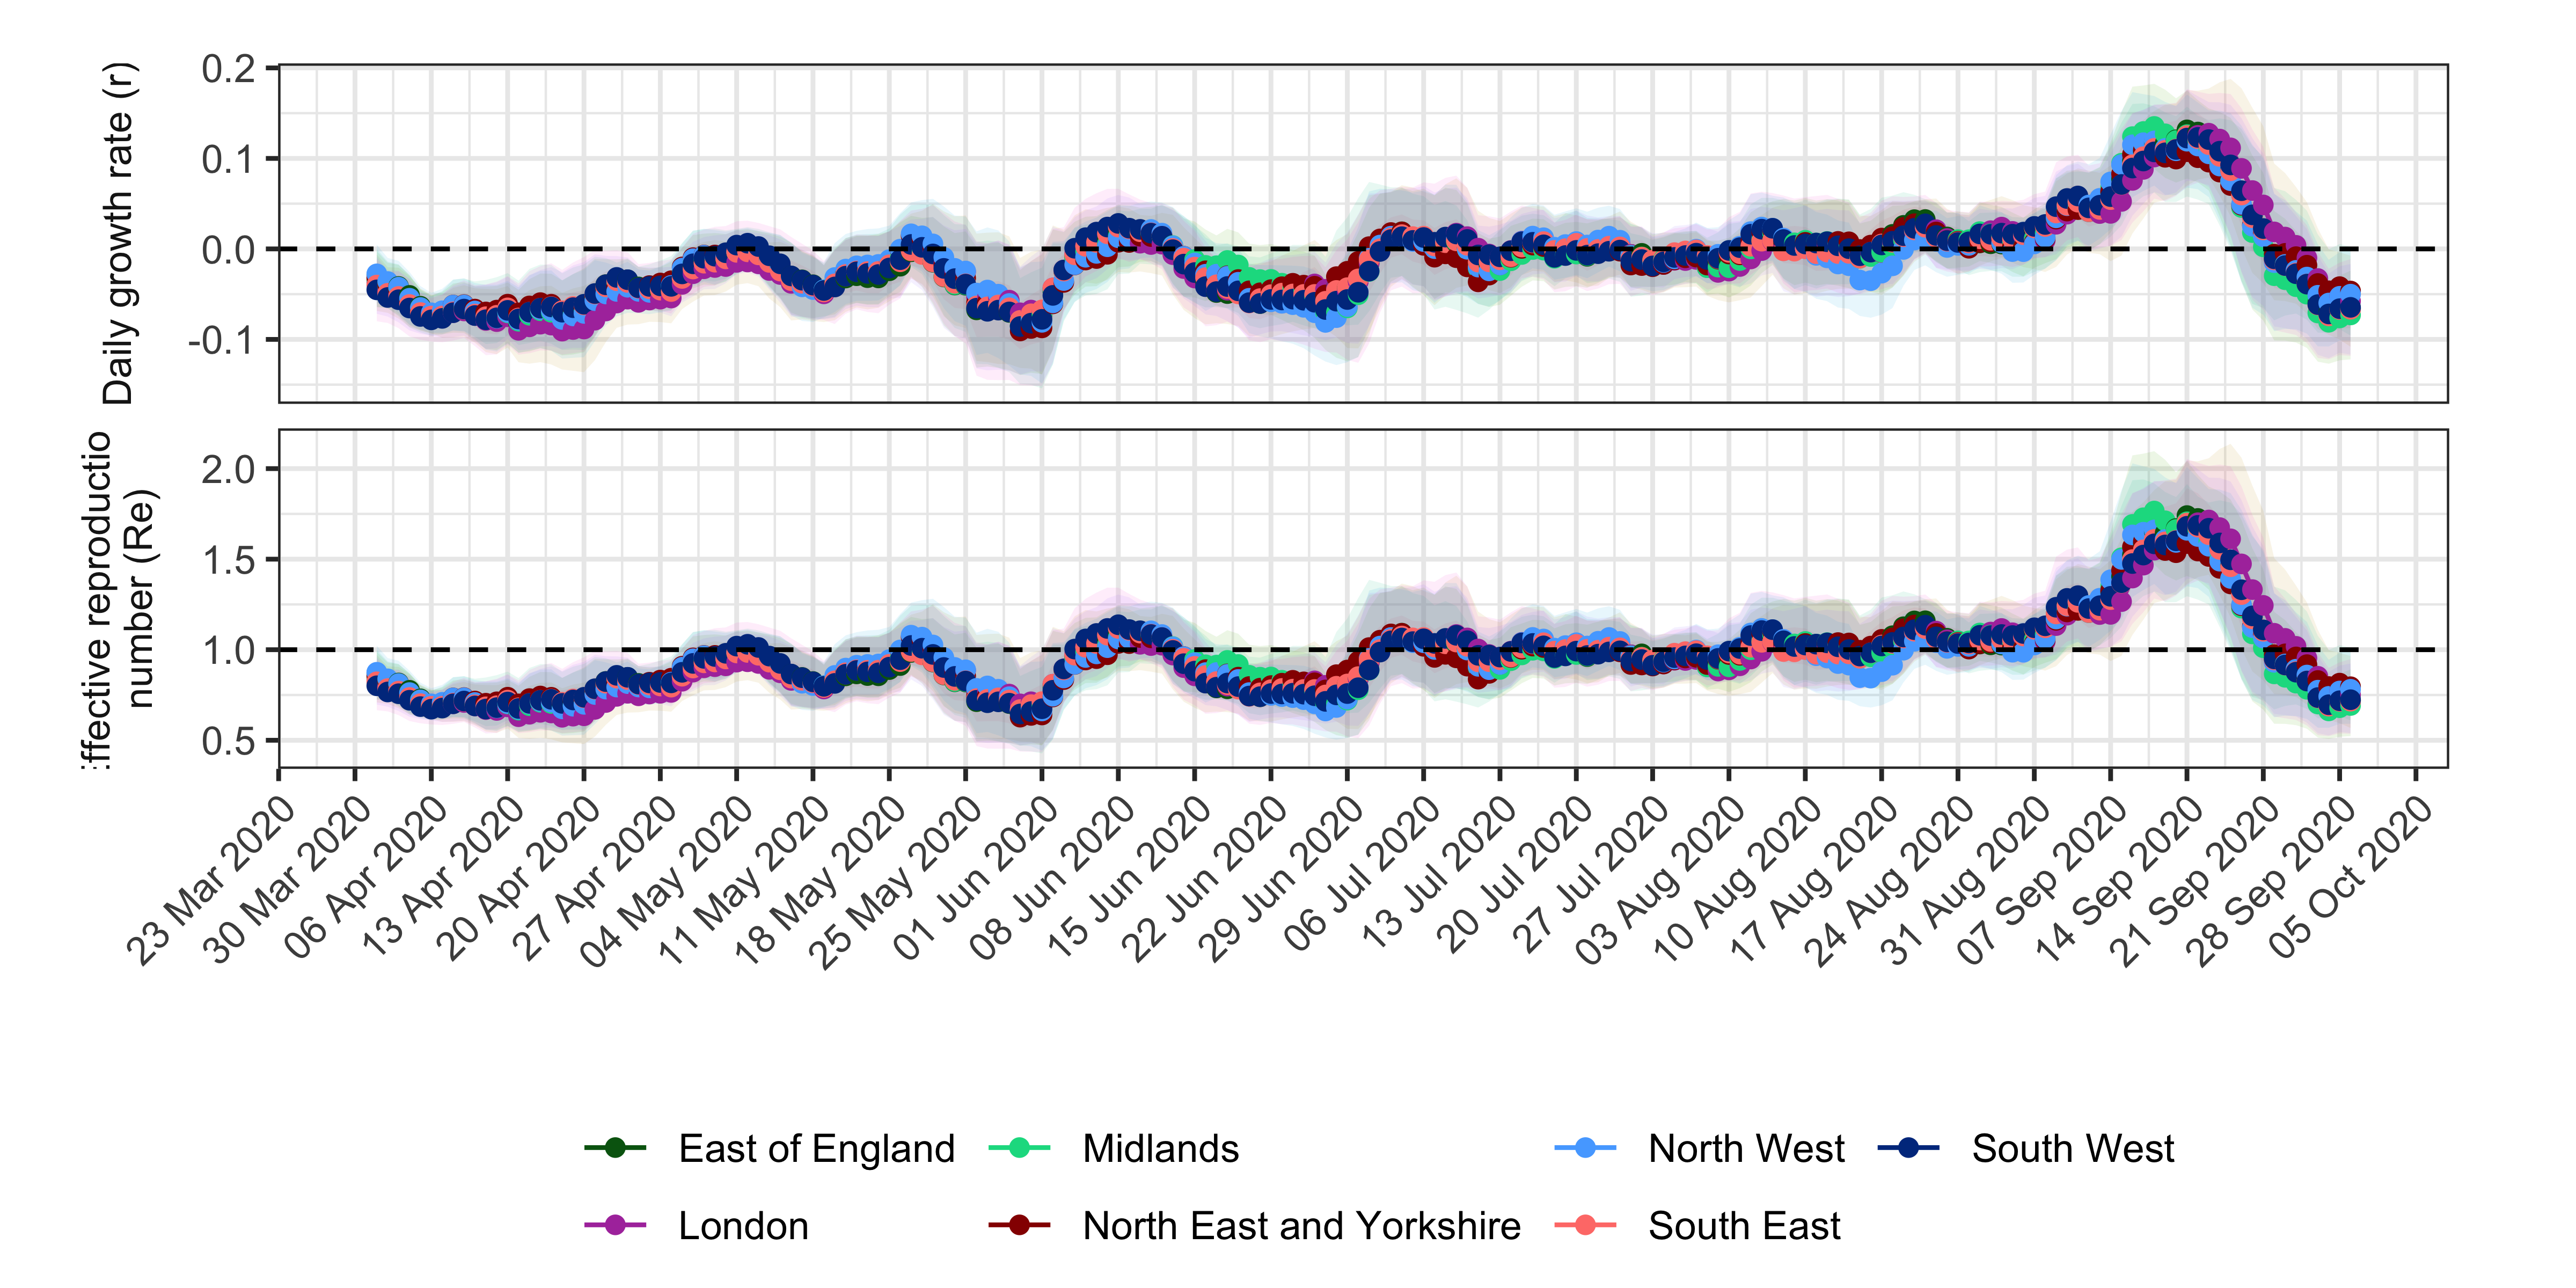 Daily growth rate (r)
0.2
0.1
0.0
-0.1
ffective reproductio
number (Re)
2.0
1.5
1.0
0.5
23 Mar 2020
30 Mar 2020
06 Apr 2020
13 Apr 2020
20 Apr 2020
27 Apr 2020
04 May 2020
11 May 2020
18 May 2020
25 May 2020
01 Jun 2020
08 Jun 2020
15 Jun 2020
22 Jun 2020
29 Jun 2020
06 Jul 2020
13 Jul 2020
20 Jul 2020
27 Jul 2020
03 Aug 2020
10 Aug 2020
17 Aug 2020
24 Aug 2020
31 Aug 2020
07 Sep 2020
14 Sep 2020
21 Sep 2020
28 Sep 2020
05 Oct 2020
East of England Midlands North West South West
London North East and Yorkshire South East